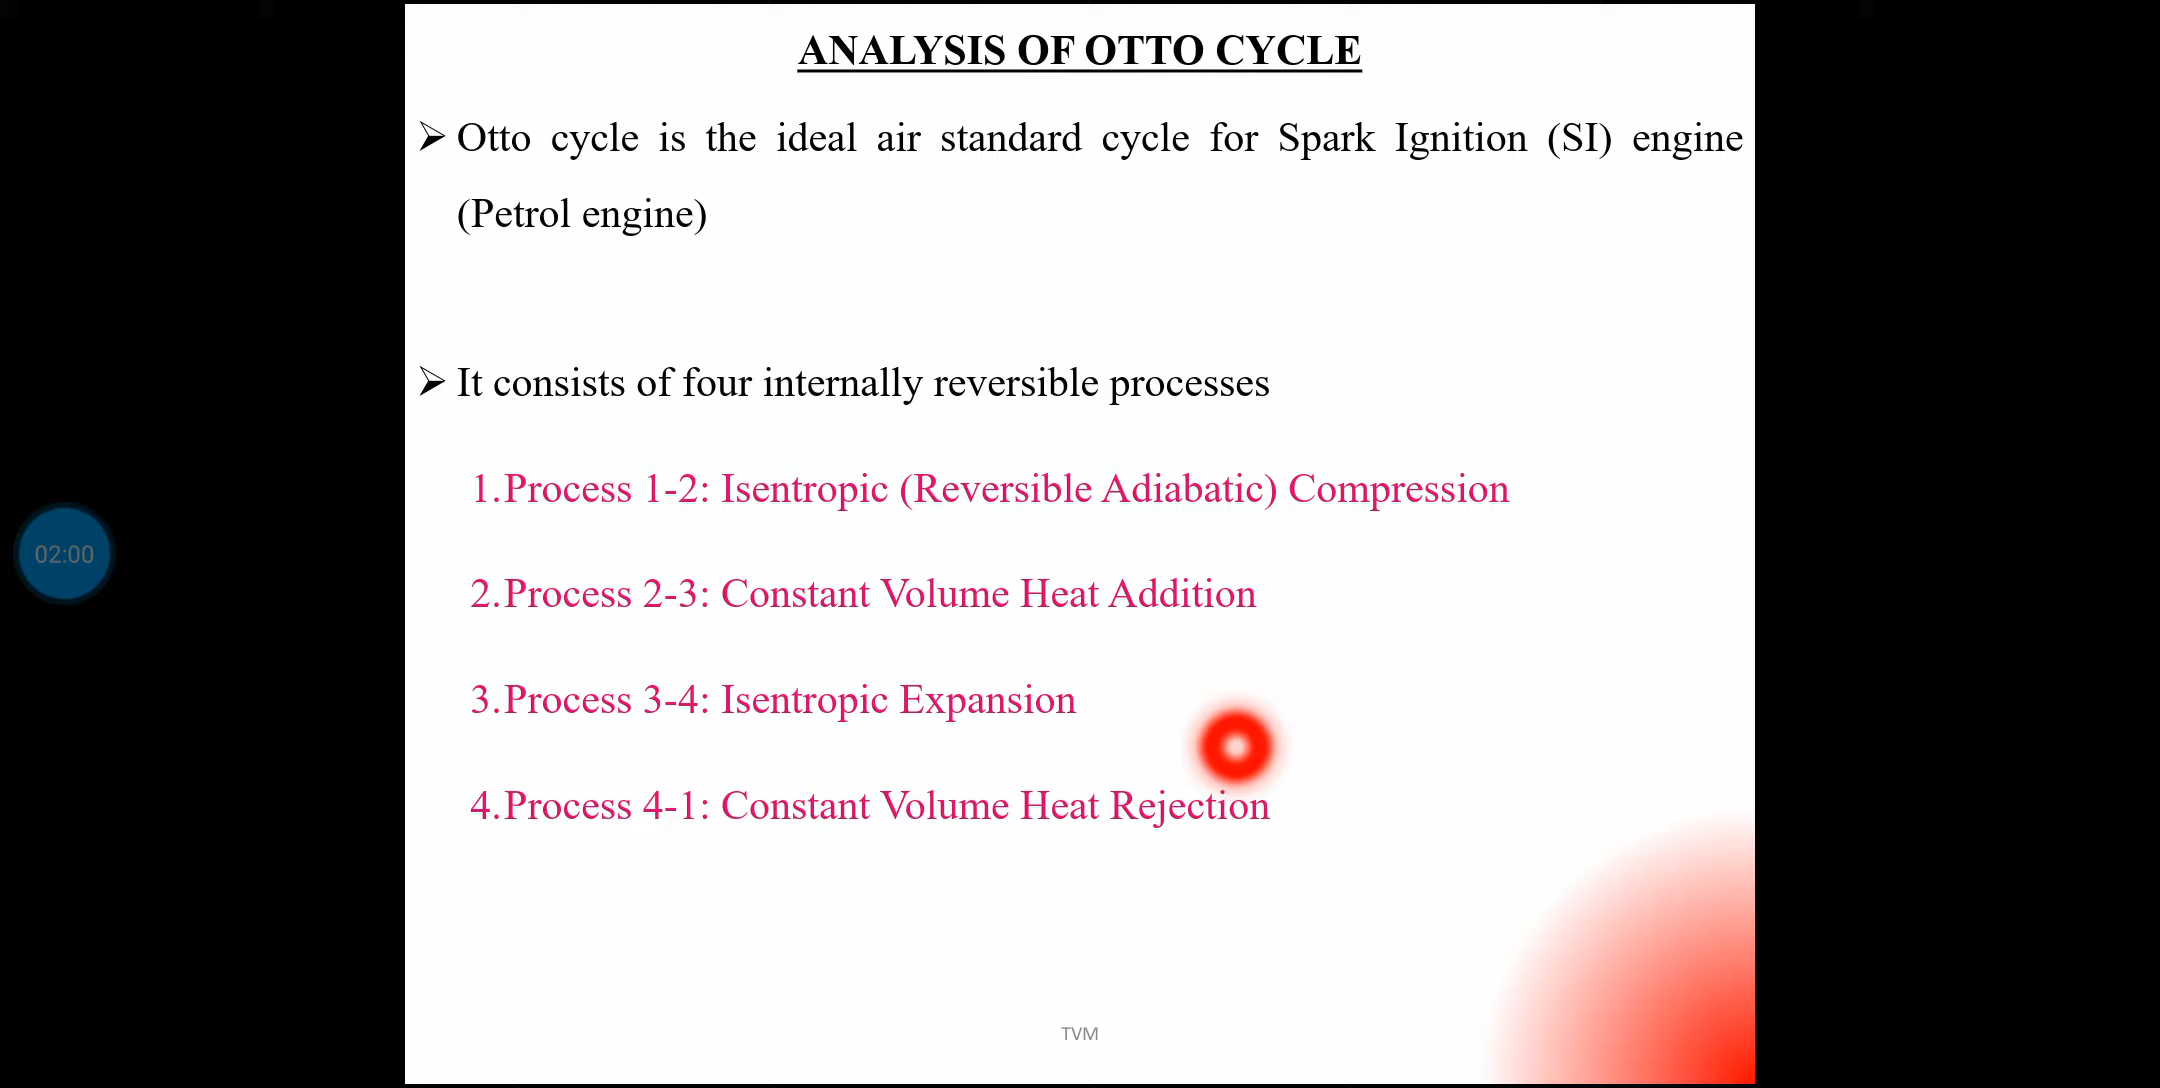 ANALYSIS OF OTTO CYCLE
➢ Otto cycle is the ideal air standard cycle for Spark Ignition (SI) engine
(Petrol engine)
➢ It consists of four internally reversible processes
1.Process 1-2: Isentropic (Reversible Adiabatic) Compression
02:00
2.Process 2-3: Constant Volume Heat Addition
3.Process 3-4: Isentropic Expansion
4.Process 4-1: Constant Volume Heat Rejection
TVM